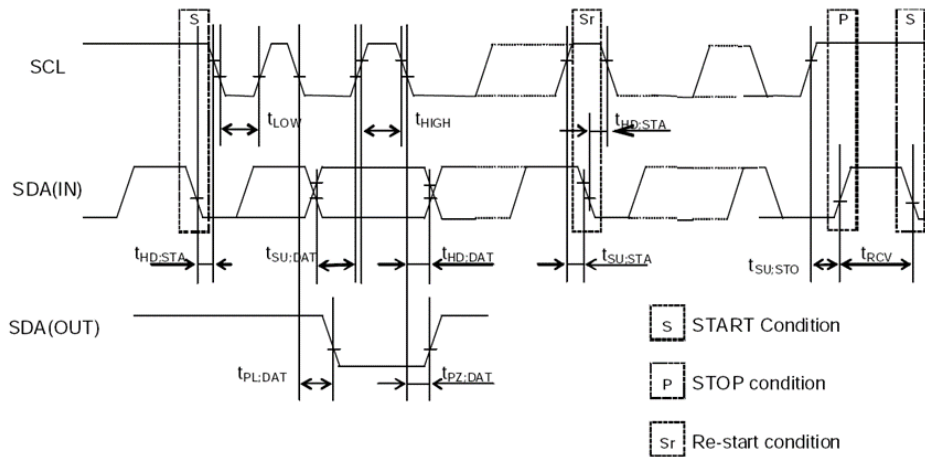 S Sr P S
SCL
tLOW tHIGH tHD;STA
SDA(IN)
tHD;STA tSU;DAT tHD;DAT tSU;STA tSU;STO tRCV
SDA(OUT)
S START Condition
tPL;DAT tPZ;DAT
P STOP condition
Sr Re-start condition